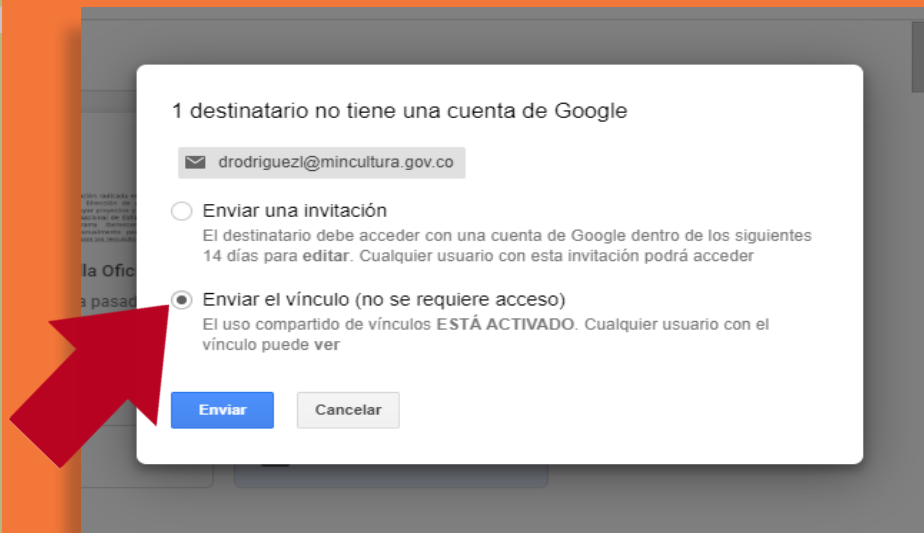 1 destinatario no tiene una cuenta de Google
drodriguezl@mincultura.gov.co
Enviar una invitación
El destinatario debe acceder con una cuenta de Google dentro de los siguientes
14 días para editar. Cualquier usuario con esta invitación podrá acceder
la Ofic
a pasad
Enviar el vínculo (no se requiere acceso)
El uso compartido de vínculos ESTÁ ACTIVADO. Cualquier usuario con el
vínculo puede ver
Enviar
Cancelar